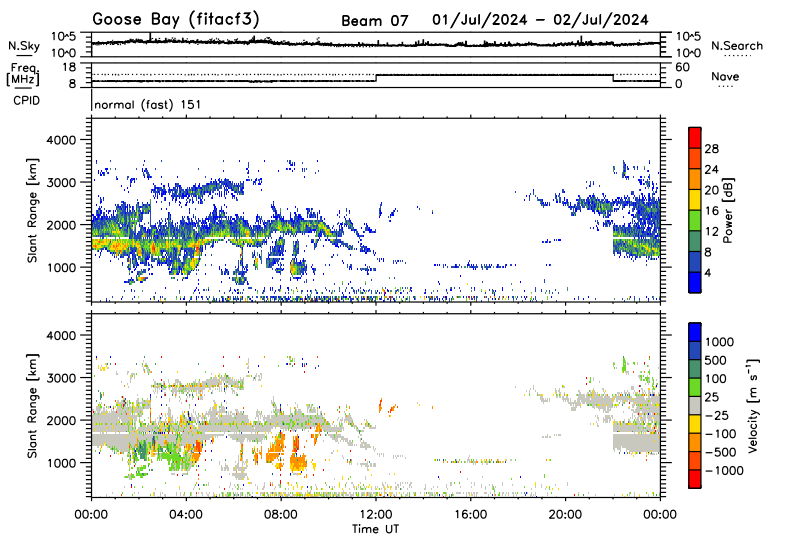 Goose Bay (fitacf3) Beam 07 01/Jul/2024 − 02/Jul/2024
N.Sky 10^5 10^0 10^5 10^0 N.Search
Freq. [MHz] 18 8 60 0 Nave
CPID normal (fast) 151
Slant Range [km] 4000 3000 2000 1000
28 24 20 16 12 8 4 Power [dB]
Slant Range [km] 4000 3000 2000 1000
1000 500 100 25 −25 −100 −500 −1000 Velocity [m s⁻¹]
00:00 04:00 08:00 12:00 16:00 20:00 00:00
Time UT